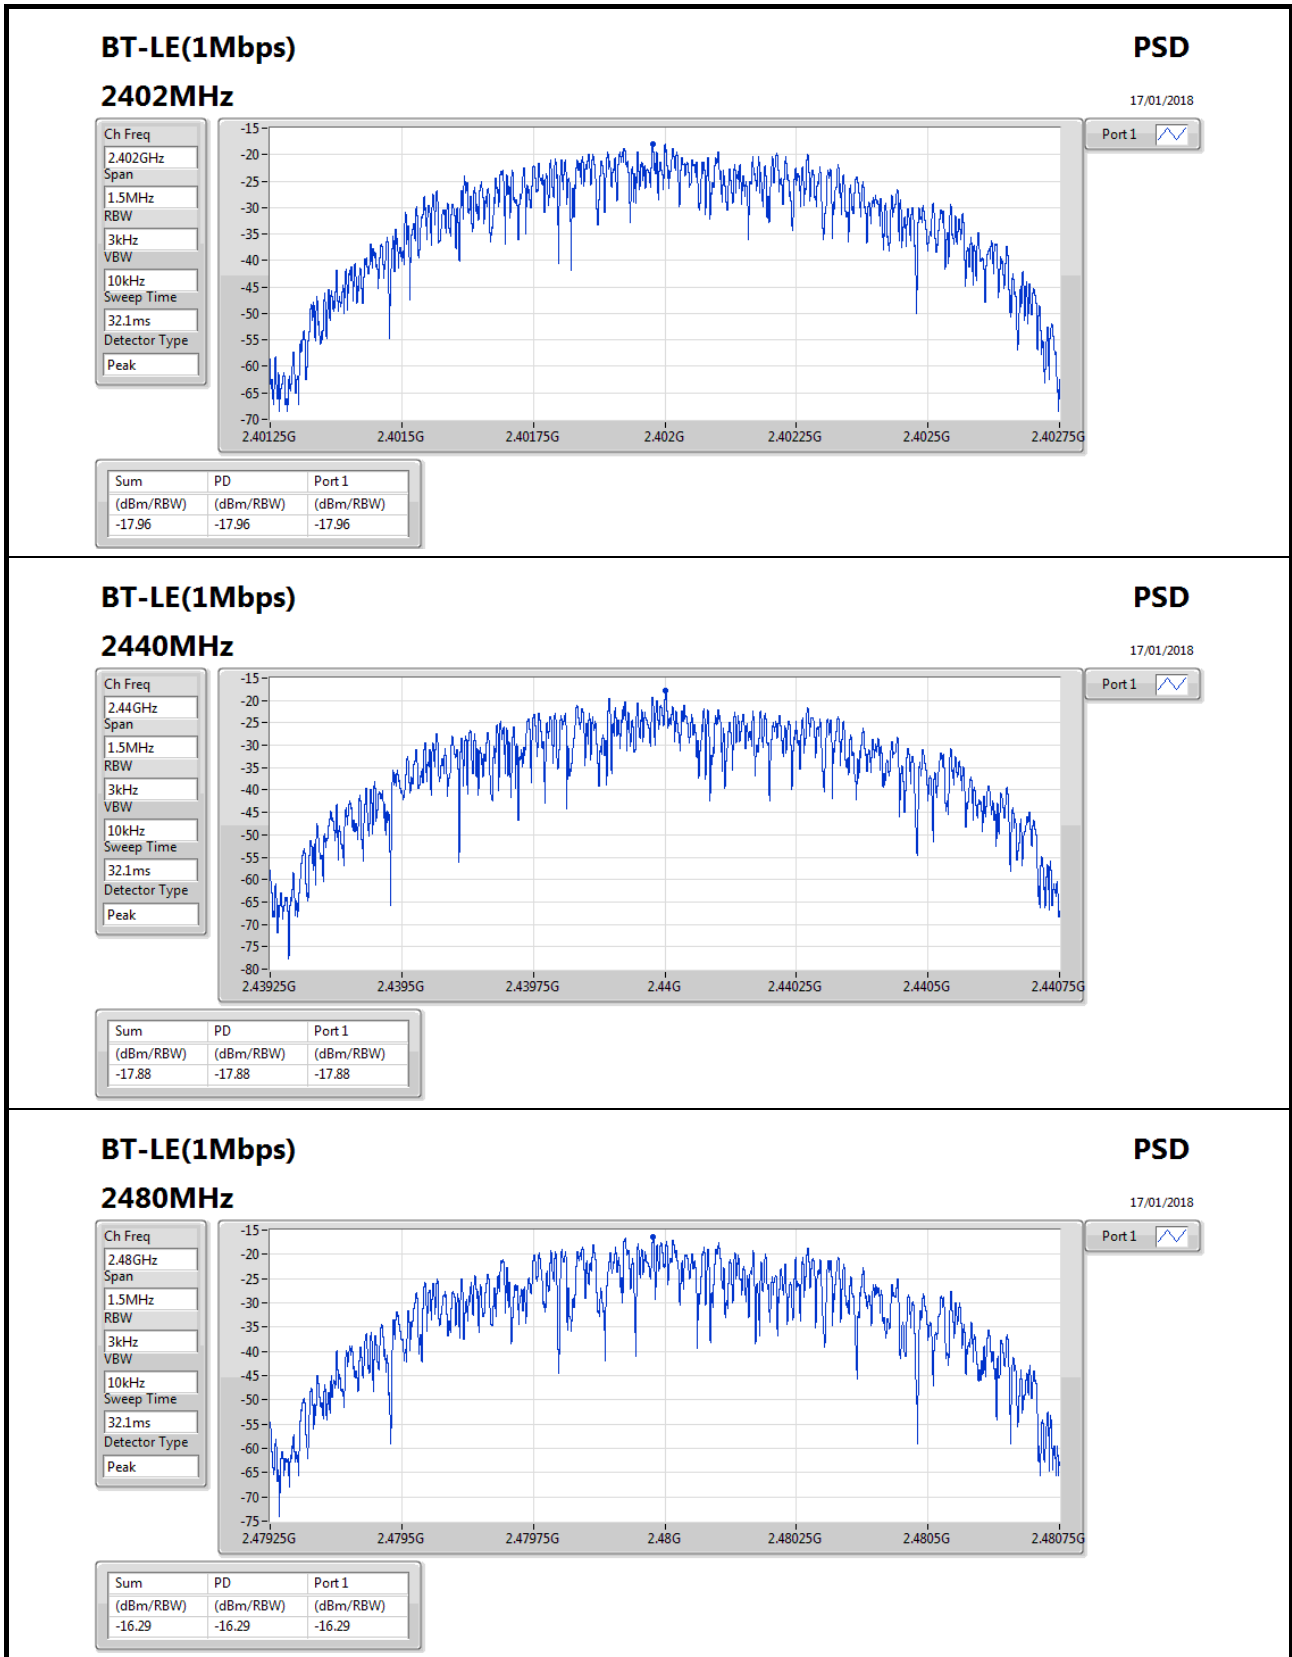 BT-LE(1Mbps) PSD
2402MHz 17/01/2018
Ch Freq
2.402GHz
Span
1.5MHz
RBW
3kHz
VBW
10kHz
Sweep Time
32.1ms
Detector Type
Peak
-15
-20
-25
-30
-35
-40
-45
-50
-55
-60
-65
-70
2.40125G 2.4015G 2.40175G 2.402G 2.40225G 2.4025G 2.40275G
Port 1
Sum PD Port 1
(dBm/RBW) (dBm/RBW) (dBm/RBW)
-17.96 -17.96 -17.96
BT-LE(1Mbps) PSD
2440MHz 17/01/2018
Ch Freq
2.44GHz
Span
1.5MHz
RBW
3kHz
VBW
10kHz
Sweep Time
32.1ms
Detector Type
Peak
-15
-20
-25
-30
-35
-40
-45
-50
-55
-60
-65
-70
-75
-80
2.43925G 2.4395G 2.43975G 2.44G 2.44025G 2.4405G 2.44075G
Port 1
Sum PD Port 1
(dBm/RBW) (dBm/RBW) (dBm/RBW)
-17.88 -17.88 -17.88
BT-LE(1Mbps) PSD
2480MHz 17/01/2018
Ch Freq
2.48GHz
Span
1.5MHz
RBW
3kHz
VBW
10kHz
Sweep Time
32.1ms
Detector Type
Peak
-15
-20
-25
-30
-35
-40
-45
-50
-55
-60
-65
-70
-75
2.47925G 2.4795G 2.47975G 2.48G 2.48025G 2.4805G 2.48075G
Port 1
Sum PD Port 1
(dBm/RBW) (dBm/RBW) (dBm/RBW)
-16.29 -16.29 -16.29